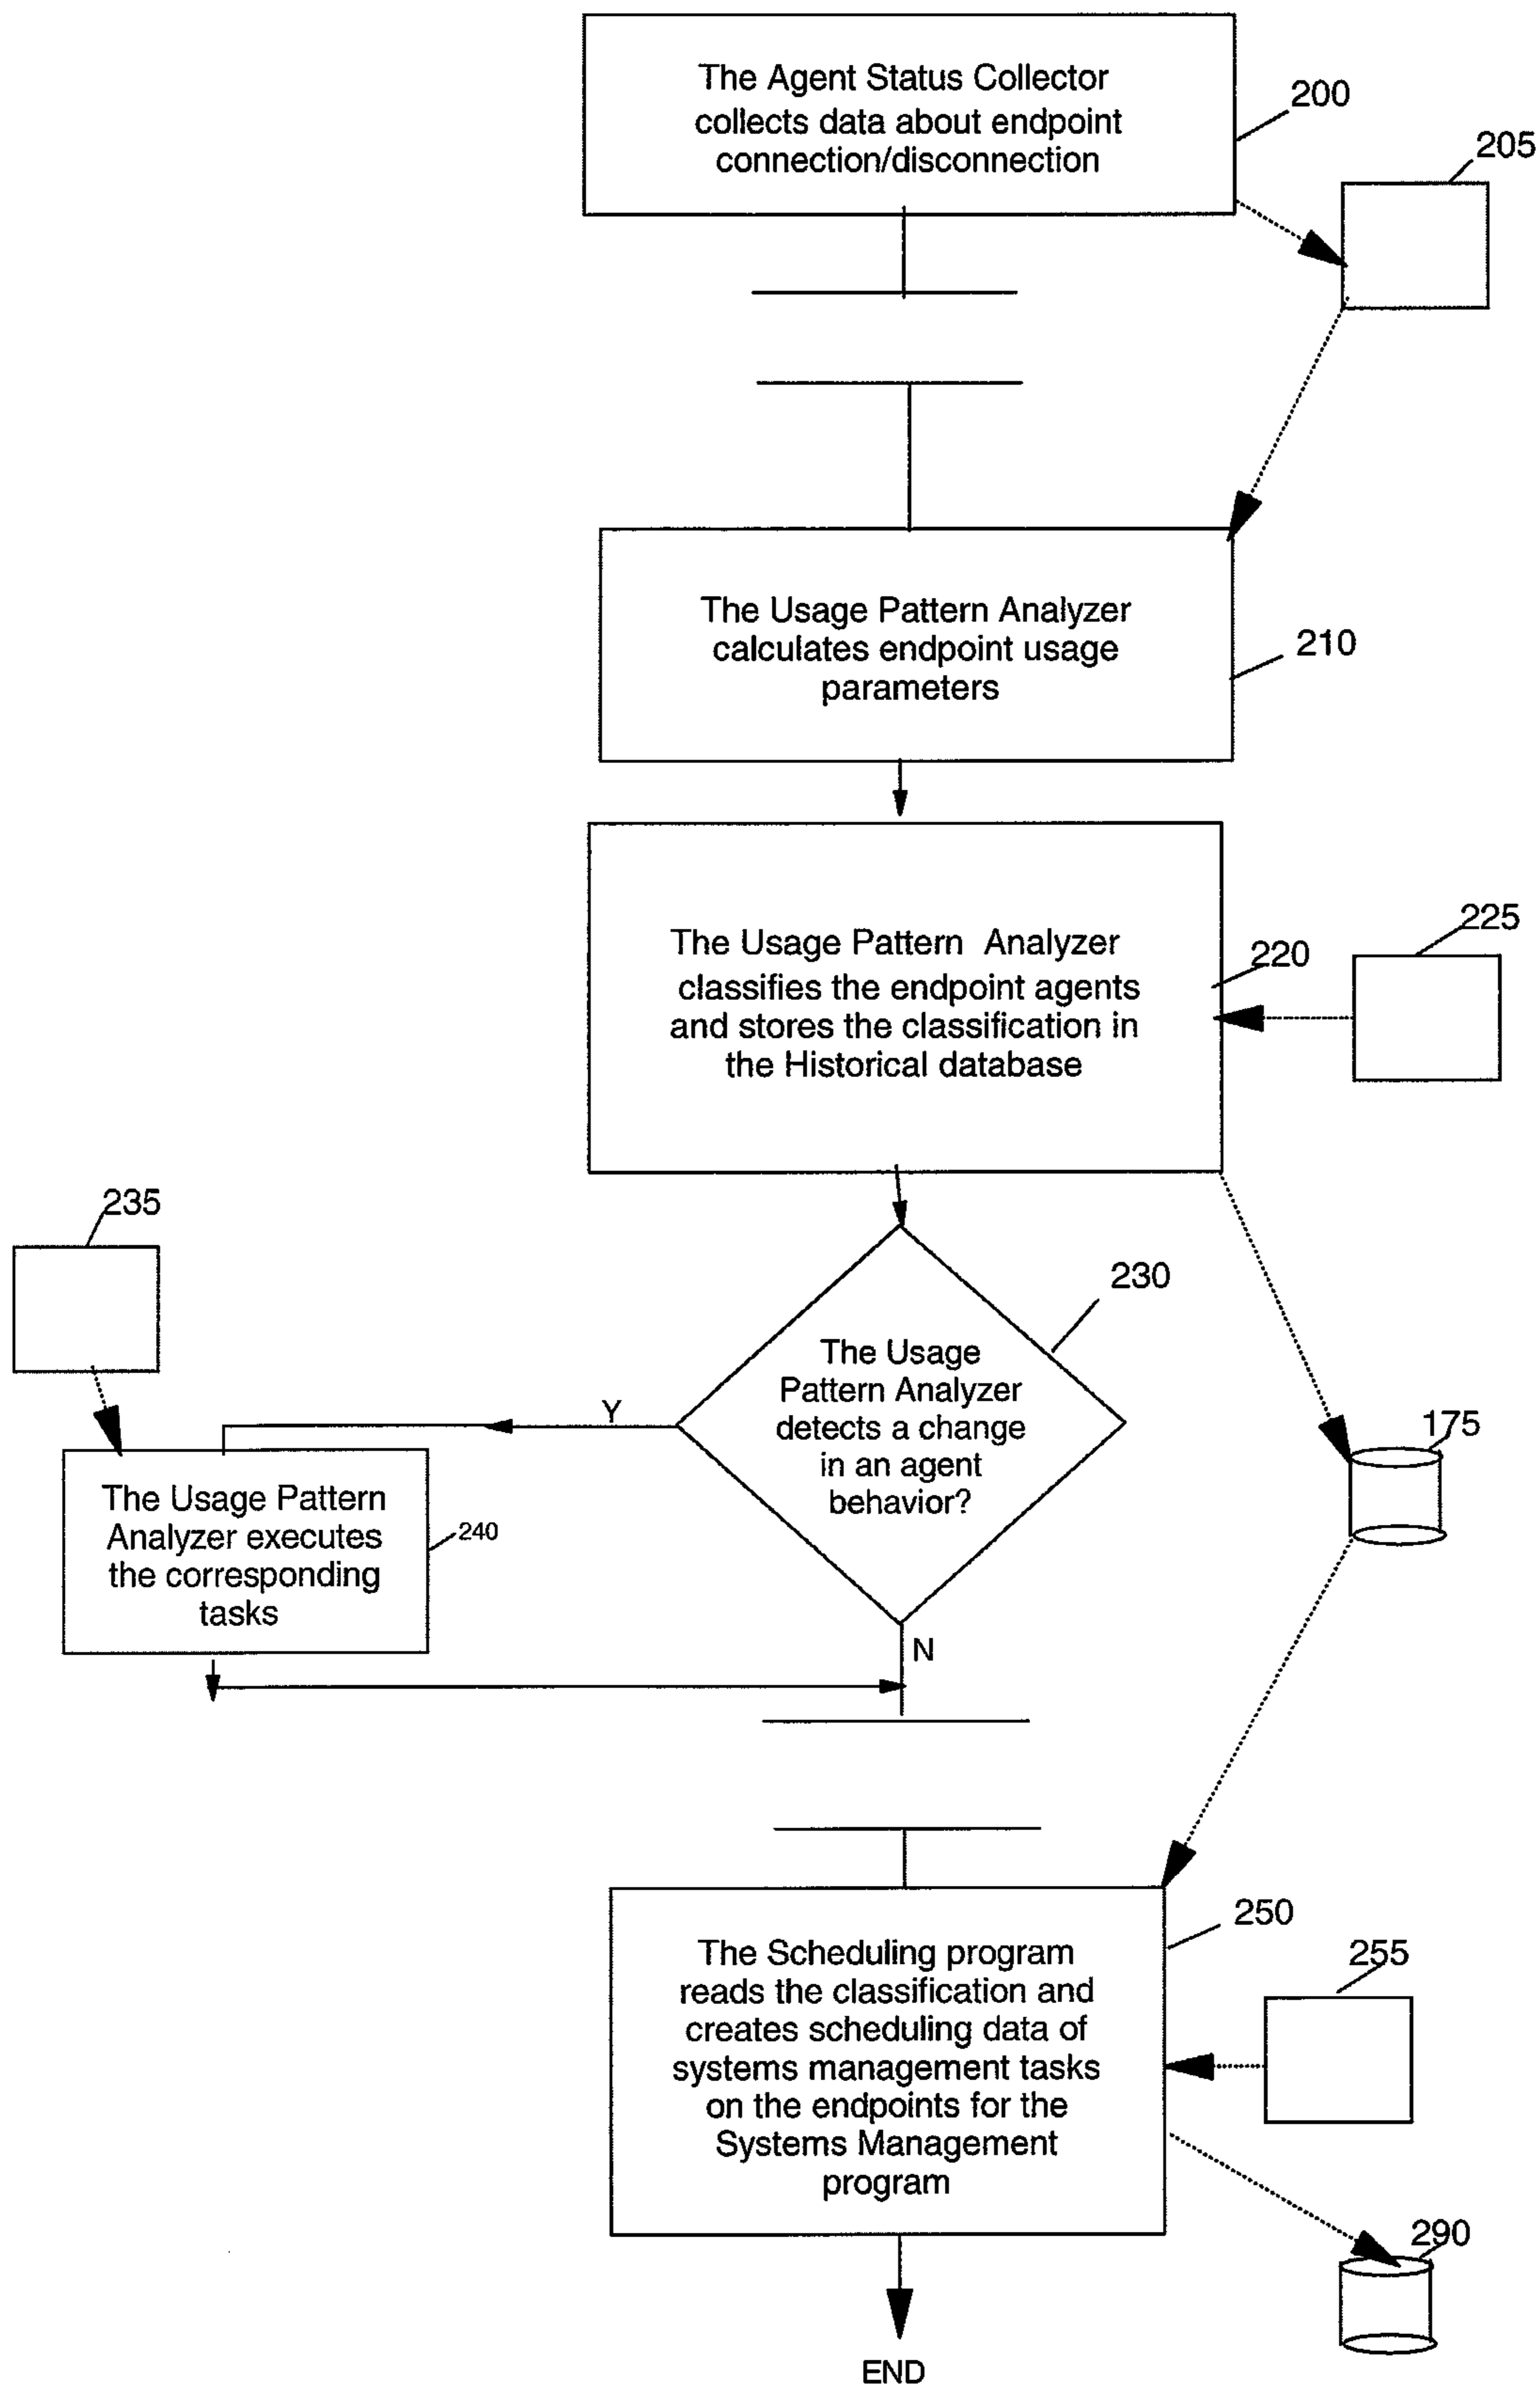 The Agent Status Collector
collects data about endpoint
connection/disconnection
200
205
The Usage Pattern Analyzer
calculates endpoint usage
parameters
210
The Usage Pattern Analyzer
classifies the endpoint agents
and stores the classification in
the Historical database
220
225
235
230
The Usage
Pattern Analyzer
detects a change
in an agent
behavior?
Y
175
The Usage Pattern
Analyzer executes
the corresponding
tasks
240
N
250
The Scheduling program
reads the classification and
creates scheduling data of
systems management tasks
on the endpoints for the
Systems Management
program
255
290
END